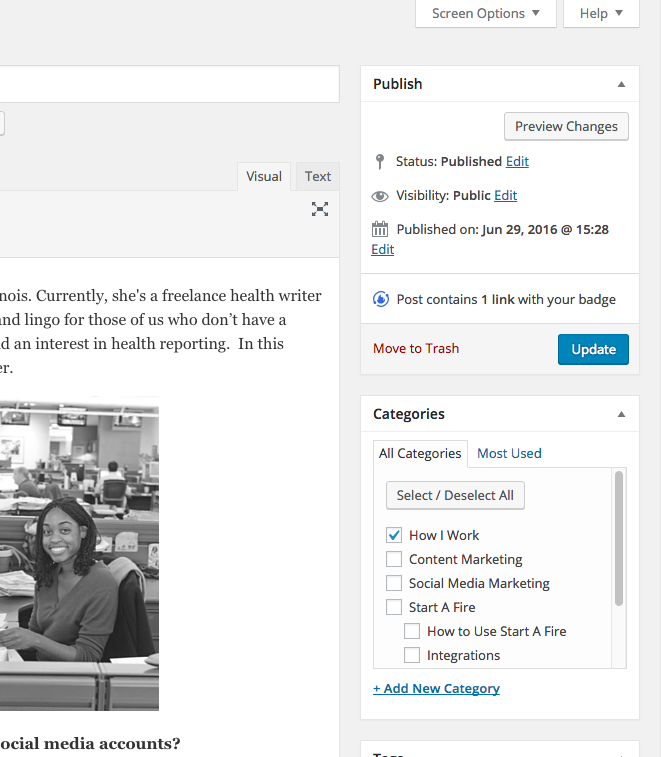 Screen Options
Help
Publish
Preview Changes
Status: Published Edit
Visual
Text
Visibility: Public Edit
Published on: Jun 29, 2016 @ 15:28
Edit
nois. Currently, she's a freelance health writer
and lingo for those of us who don’t have a
d an interest in health reporting. In this
er.
Post contains 1 link with your badge
Move to Trash
Update
Categories
All Categories
Most Used
Select / Deselect All
How I Work
Content Marketing
Social Media Marketing
Start A Fire
How to Use Start A Fire
Integrations
+ Add New Category
ocial media accounts?
Tags